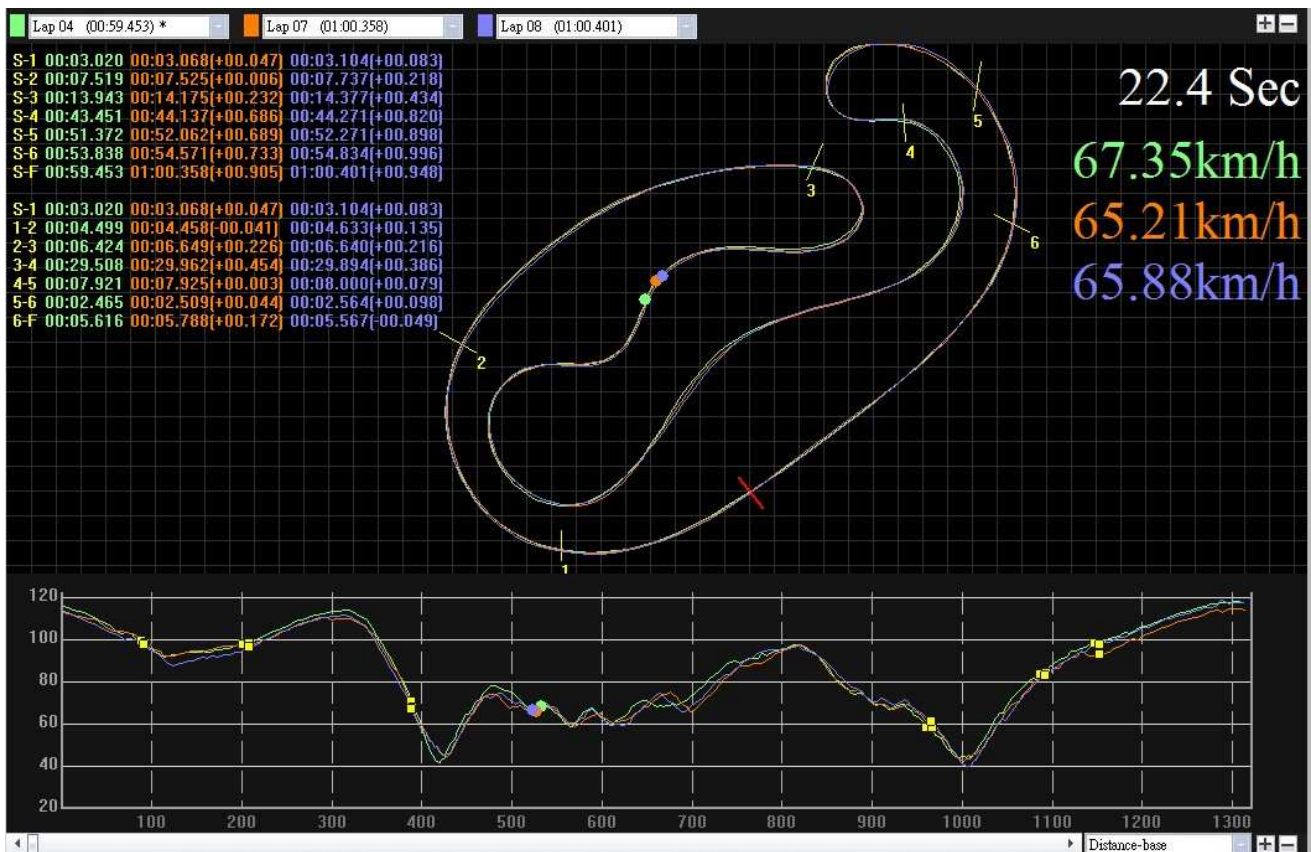 Lap 04 (00:59.453) * Lap 07 (01:00.358) Lap 08 (01:00.401)
S-1 00:03.020 00:03.068(+00.047) 00:03.104(+00.083)
S-2 00:07.519 00:07.525(+00.006) 00:07.737(+00.218)
S-3 00:13.943 00:14.175(+00.232) 00:14.377(+00.434)
S-4 00:43.451 00:44.137(+00.686) 00:44.271(+00.820)
S-5 00:51.372 00:52.062(+00.689) 00:52.271(+00.898)
S-6 00:53.838 00:54.571(+00.733) 00:54.834(+00.996)
S-F 00:59.453 01:00.358(+00.905) 01:00.401(+00.948)
S-1 00:03.020 00:03.068(+00.047) 00:03.104(+00.083)
1-2 00:04.499 00:04.458(-00.041) 00:04.633(+00.135)
2-3 00:06.424 00:06.649(+00.226) 00:06.640(+00.216)
3-4 00:29.508 00:29.962(+00.454) 00:29.894(+00.386)
4-5 00:07.921 00:07.925(+00.003) 00:08.000(+00.079)
5-6 00:02.465 00:02.509(+00.044) 00:02.564(+00.098)
6-F 00:05.616 00:05.788(+00.172) 00:05.567(-00.049)
22.4 Sec
67.35km/h
65.21km/h
65.88km/h
5
4
3
6
2
1
120
100
80
60
40
20
100 200 300 400 500 600 700 800 900 1000 1100 1200 1300
Distance-base